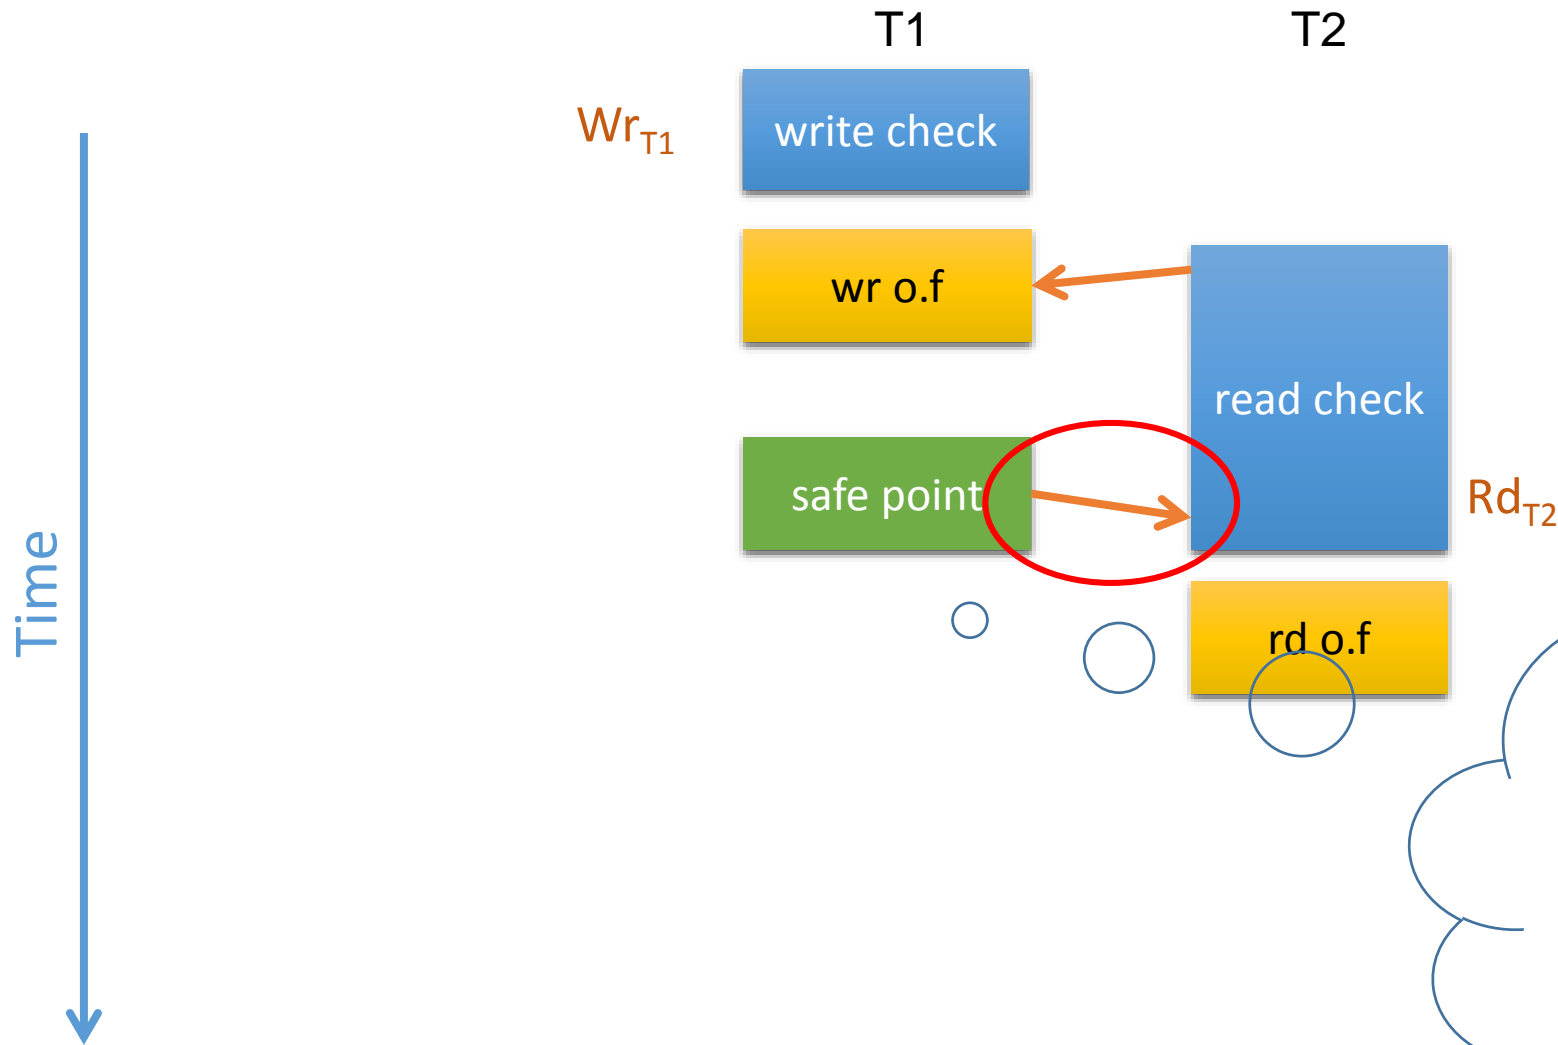 T1
T2
Wr_T1
write check
wr o.f
read check
safe point
Rd_T2
rd o.f
Time